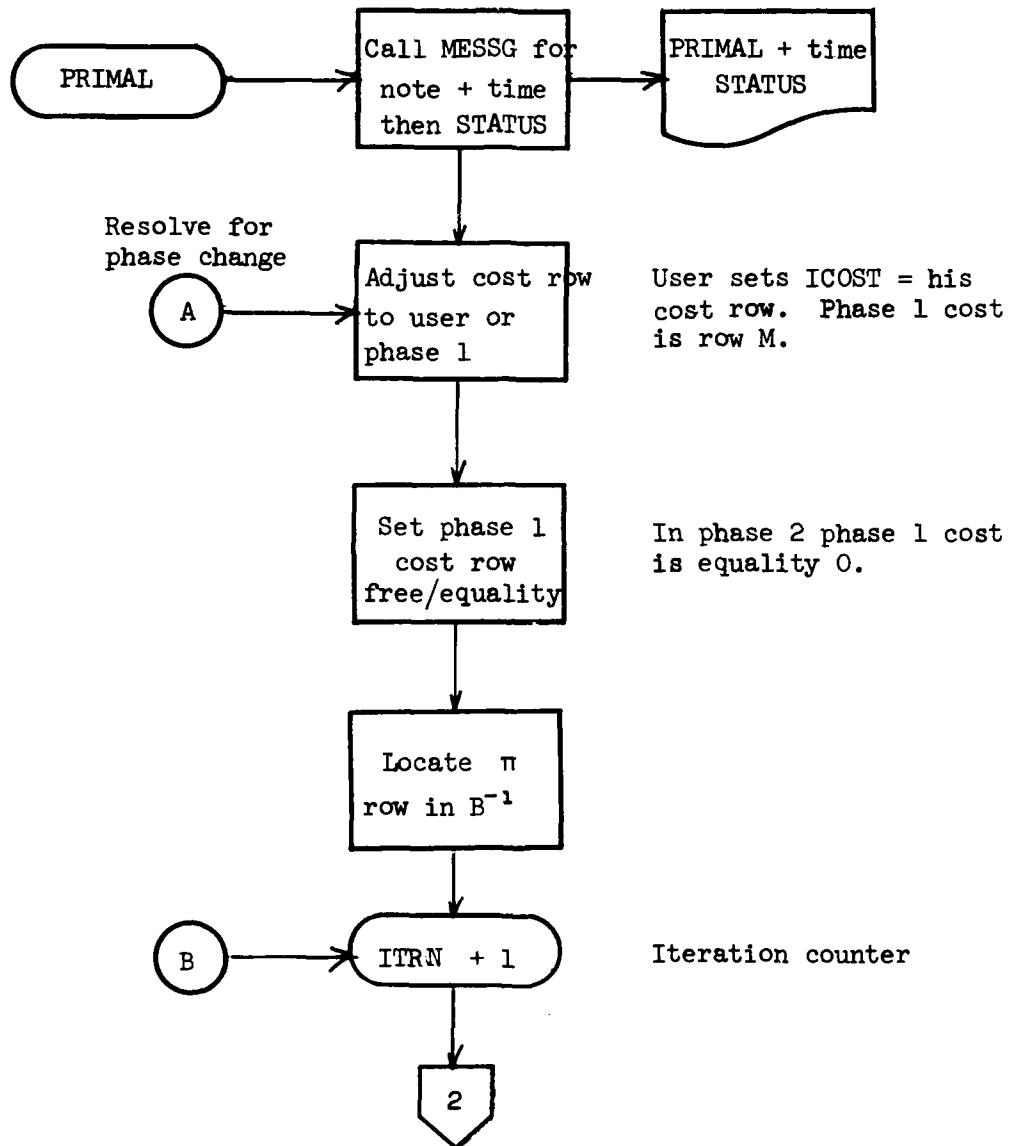 PRIMAL
Call MESSG for
note + time
then STATUS
PRIMAL + time
STATUS
Resolve for
phase change
A
Adjust cost row
to user or
phase 1
User sets ICOST = his
cost row. Phase 1 cost
is row M.
Set phase 1
cost row
free/equality
In phase 2 phase 1 cost
is equality 0.
Locate π
row in B⁻¹
B
ITRN + 1
Iteration counter
2